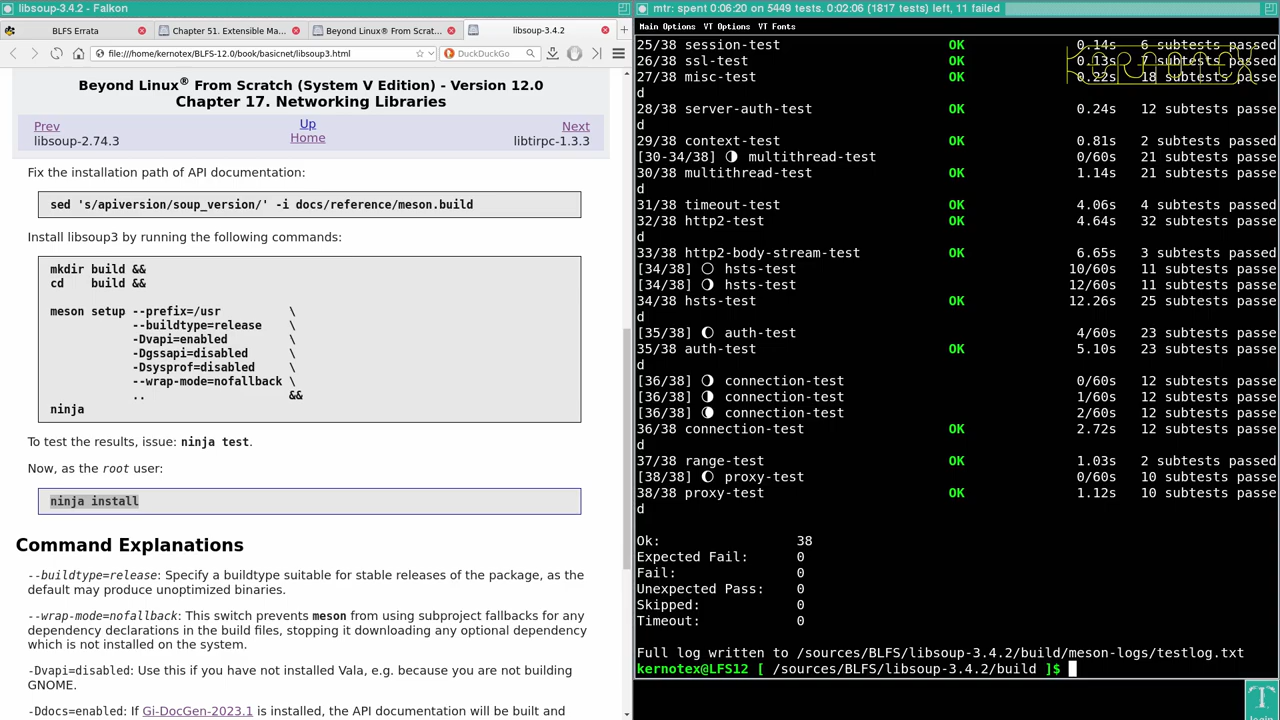 libsoup-3.4.2 - Falkon
BLFS Errata
Chapter 51. Extensible Ma...
Beyond Linux® From Scrat...
libsoup-3.4.2
file:///home/kernotex/BLFS-12.0/book/basicnet/libsoup3.html
DuckDuckGo
Beyond Linux® From Scratch (System V Edition) - Version 12.0
Chapter 17. Networking Libraries
Prev
Up
Next
libsoup-2.74.3
Home
libtirpc-1.3.3
Fix the installation path of API documentation:
sed 's/apiversion/soup_version/' -i docs/reference/meson.build
Install libsoup3 by running the following commands:
mkdir build &&
cd    build &&
meson setup --prefix=/usr          \
            --buildtype=release    \
            -Dvapi=enabled         \
            -Dgssapi=disabled      \
            -Dsysprof=disabled     \
            --wrap-mode=nofallback \
            ..                     &&
ninja
To test the results, issue: ninja test.
Now, as the root user:
ninja install
Command Explanations
--buildtype=release: Specify a buildtype suitable for stable releases of the package, as the
default may produce unoptimized binaries.
--wrap-mode=nofallback: This switch prevents meson from using subproject fallbacks for any
dependency declarations in the build files, stopping it downloading any optional dependency
which is not installed on the system.
-Dvapi=disabled: Use this if you have not installed Vala, e.g. because you are not building
GNOME.
-Ddocs=enabled: If Gi-DocGen-2023.1 is installed, the API documentation will be built and
mtr: spent 0:06:20 on 5449 tests. 0:02:06 (1817 tests) left, 11 failed
Main Options  VT Options  VT Fonts
Kernotex
25/38 session-test OK 0.14s 6 subtests passed
26/38 ssl-test OK 0.13s 7 subtests passed
27/38 misc-test OK 0.22s 18 subtests passe
d
28/38 server-auth-test OK 0.24s 12 subtests passe
d
29/38 context-test OK 0.81s 2 subtests passed
[30-34/38] 🌗 multithread-test 0/60s 21 subtests passe
30/38 multithread-test OK 1.14s 21 subtests passe
d
31/38 timeout-test OK 4.06s 4 subtests passed
32/38 http2-test OK 4.64s 32 subtests passe
d
33/38 http2-body-stream-test OK 6.65s 3 subtests passed
[34/38] 🌑 hsts-test 10/60s 11 subtests passe
[34/38] 🌖 hsts-test 12/60s 11 subtests passe
34/38 hsts-test OK 12.26s 25 subtests passe
d
[35/38] 🌔 auth-test 4/60s 23 subtests passe
35/38 auth-test OK 5.10s 23 subtests passe
d
[36/38] 🌖 connection-test 0/60s 12 subtests passe
[36/38] 🌗 connection-test 1/60s 12 subtests passe
[36/38] 🌘 connection-test 2/60s 12 subtests passe
36/38 connection-test OK 2.72s 12 subtests passe
d
37/38 range-test OK 1.03s 2 subtests passed
[38/38] 🌔 proxy-test 0/60s 10 subtests passe
38/38 proxy-test OK 1.12s 10 subtests passe
d
Ok: 38
Expected Fail: 0
Fail: 0
Unexpected Pass: 0
Skipped: 0
Timeout: 0
Full log written to /sources/BLFS/libsoup-3.4.2/build/meson-logs/testlog.txt
kernotex@LFS12 [ /sources/BLFS/libsoup-3.4.2/build ]$
login